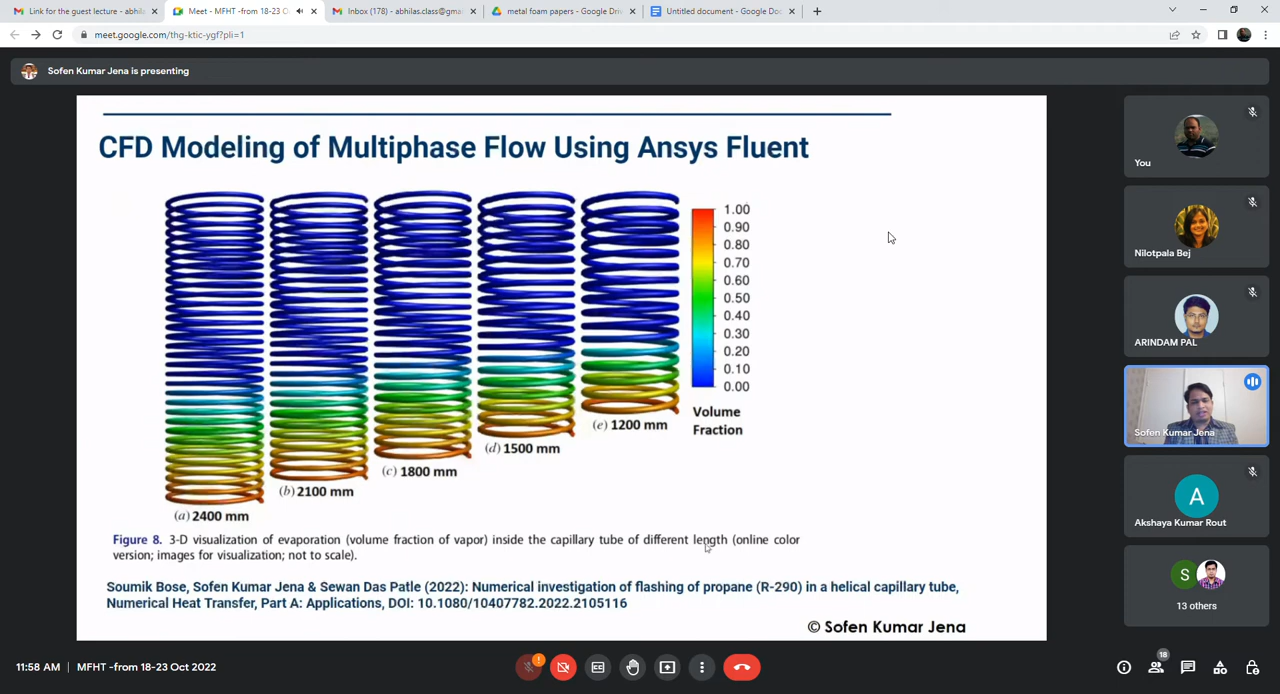 Link for the guest lecture - abhila
Meet - MFHT -from 18-23 O
Inbox (178) - abhilas.class@gma
metal foam papers - Google Dri
Untitled document - Google Doc
meet.google.com/thg-ktic-ygf?pli=1
Sofen Kumar Jena is presenting
CFD Modeling of Multiphase Flow Using Ansys Fluent
1.00
0.90
0.80
0.70
0.60
0.50
0.40
0.30
0.20
0.10
0.00
Volume
Fraction
(e) 1200 mm
(d) 1500 mm
(c) 1800 mm
(b) 2100 mm
(a) 2400 mm
Figure 8. 3-D visualization of evaporation (volume fraction of vapor) inside the capillary tube of different length (online color
version; images for visualization; not to scale).
Soumik Bose, Sofen Kumar Jena & Sewan Das Patle (2022): Numerical investigation of flashing of propane (R-290) in a helical capillary tube,
Numerical Heat Transfer, Part A: Applications, DOI: 10.1080/10407782.2022.2105116
© Sofen Kumar Jena
You
Nilotpala Bej
ARINDAM PAL
Sofen Kumar Jena
A
Akshaya Kumar Rout
S
13 others
11:58 AM | MFHT -from 18-23 Oct 2022
18